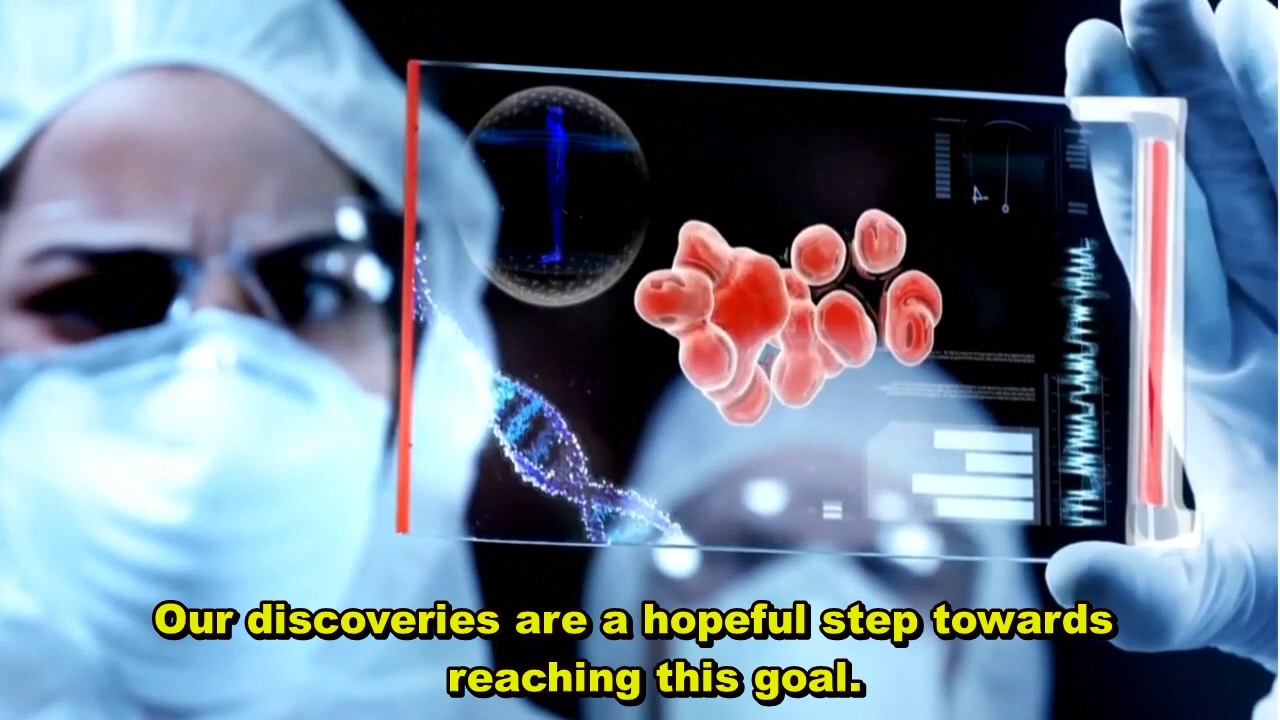 Our discoveries are a hopeful step towards
reaching this goal.